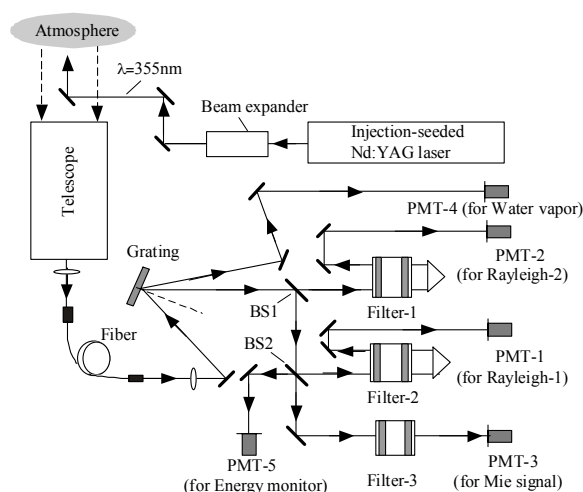 Atmosphere
λ=355nm
Beam expander
Injection-seeded
Nd:YAG laser
Telescope
PMT-4 (for Water vapor)
Grating
PMT-2
(for Rayleigh-2)
BS1
Filter-1
Fiber
BS2
PMT-1
(for Rayleigh-1)
Filter-2
PMT-5
(for Energy monitor)
Filter-3
PMT-3
(for Mie signal)